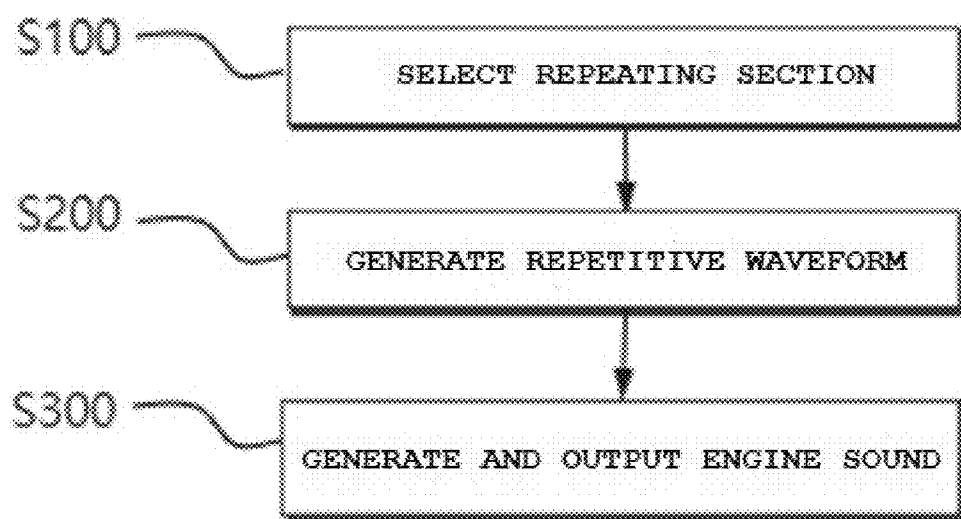 S100
SELECT REPEATING SECTION
S200
GENERATE REPETITIVE WAVEFORM
S300
GENERATE AND OUTPUT ENGINE SOUND